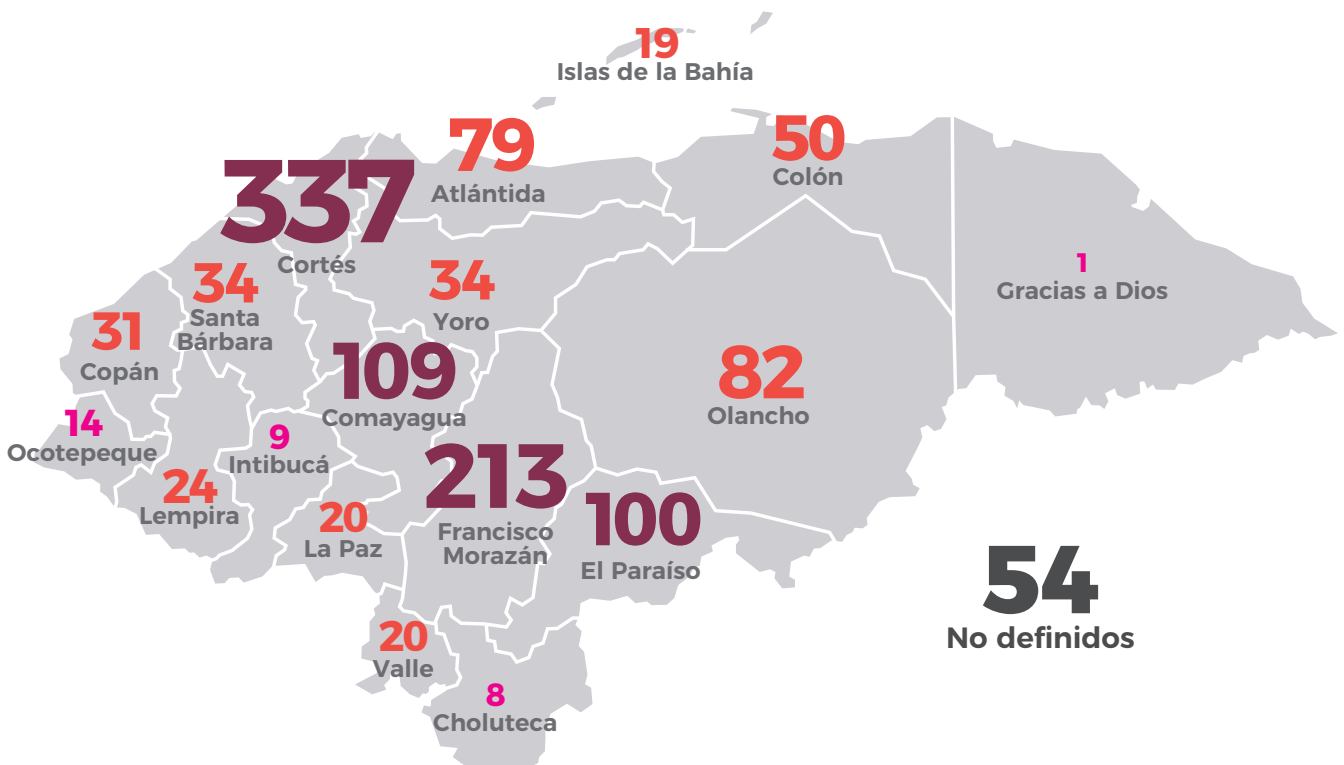 19
Islas de la Bahía
79
Atlántida
50
Colón
337
Cortés
34
Santa
Bárbara
34
Yoro
1
Gracias a Dios
31
Copán
109
Comayagua
82
Olancho
14
Ocotepeque
9
Intibucá
24
Lempira
20
La Paz
213
Francisco
Morazán
100
El Paraíso
54
No definidos
20
Valle
8
Choluteca